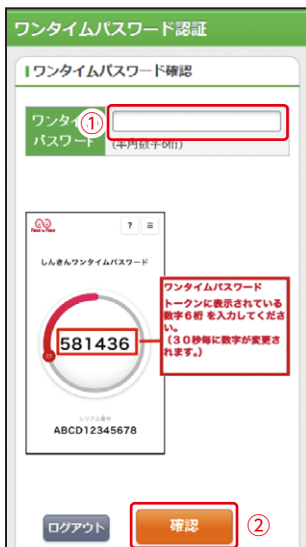 ワンタイムパスワード認証
ワンタイムパスワード確認
ワンタイ
①
パスワード
(半角数字6桁)
? ≡
しんきんワンタイムパスワード
581436
シリアル番号
ABCD12345678
ワンタイムパスワード
トークンに表示されている
数字6桁 を入力してくださ
い。
(30秒毎に数字が変更さ
れます。)
ログアウト
確認
②